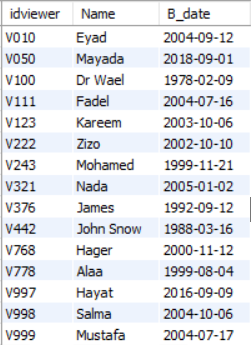 idviewer Name B_date
V010 Eyad 2004-09-12
V050 Mayada 2018-09-01
V100 Dr Wael 1978-02-09
V111 Fadel 2004-07-16
V123 Kareem 2003-10-06
V222 Zizo 2002-10-10
V243 Mohamed 1999-11-21
V321 Nada 2005-01-02
V376 James 1992-09-12
V442 John Snow 1988-03-16
V768 Hager 2000-11-12
V778 Alaa 1999-08-04
V997 Hayat 2016-09-09
V998 Salma 2004-10-06
V999 Mustafa 2004-07-17